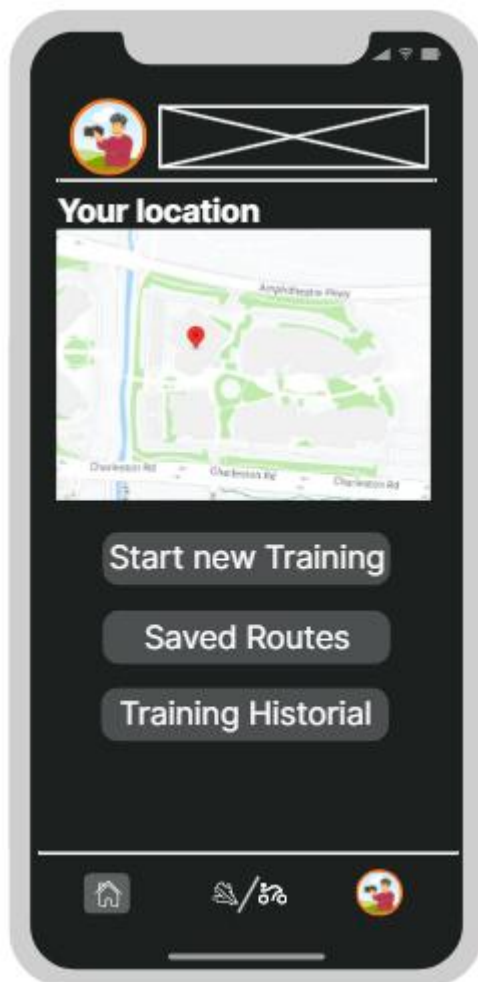 Your location
Amphitheatre Pkwy
Charleston Rd
Charleston Rd
Charleston Rd
Start new Training
Saved Routes
Training Historial